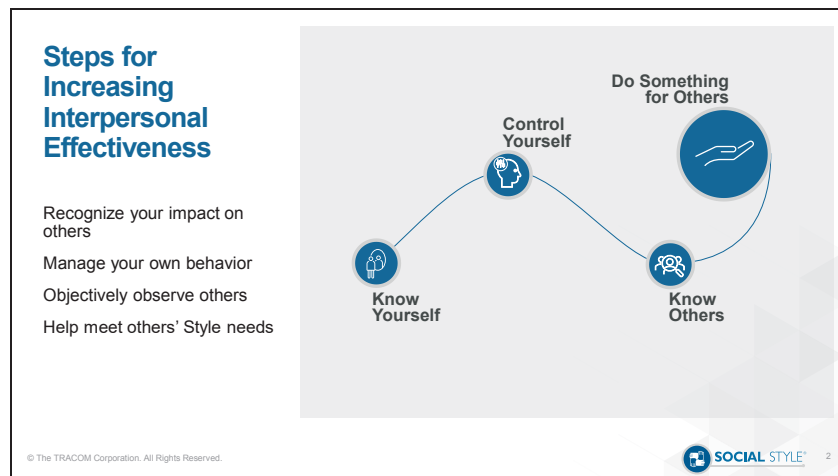 Steps for
Increasing
Interpersonal
Effectiveness
Recognize your impact on
others
Manage your own behavior
Objectively observe others
Help meet others’ Style needs
Do Something
for Others
Control
Yourself
Know
Yourself
Know
Others
© The TRACOM Corporation. All Rights Reserved.
SOCIAL STYLE®
2